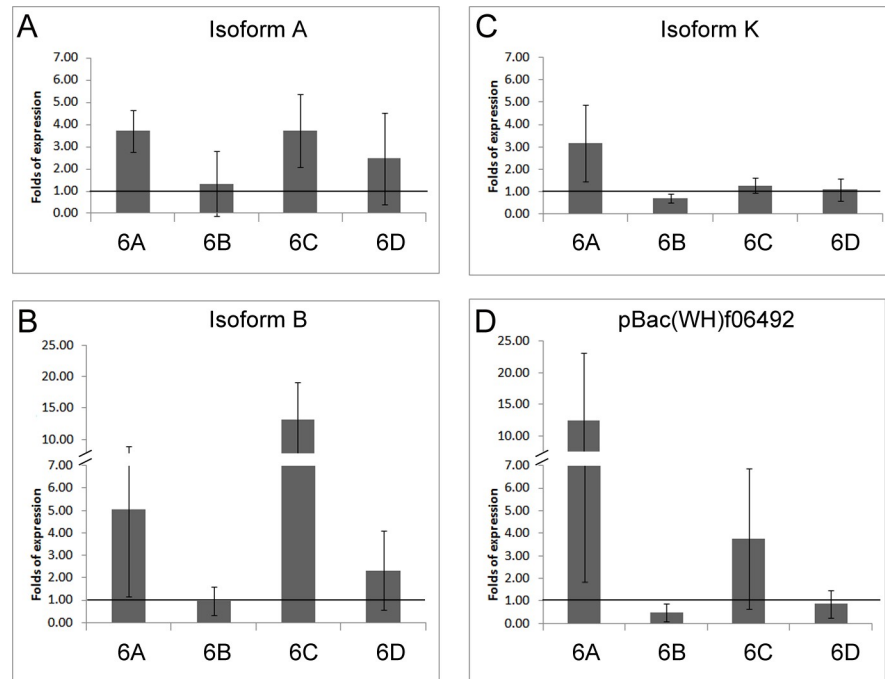 A
Isoform A
Folds of expression
7.00
6.00
5.00
4.00
3.00
2.00
1.00
0.00
6A 6B 6C 6D
C
Isoform K
Folds of expression
7.00
6.00
5.00
4.00
3.00
2.00
1.00
0.00
6A 6B 6C 6D
B
Isoform B
Folds of expression
25.00
20.00
15.00
10.00
7.00
6.00
5.00
4.00
3.00
2.00
1.00
0.00
6A 6B 6C 6D
D
pBac(WH)f06492
Folds of expression
25.00
20.00
15.00
10.00
7.00
6.00
5.00
4.00
3.00
2.00
1.00
0.00
6A 6B 6C 6D